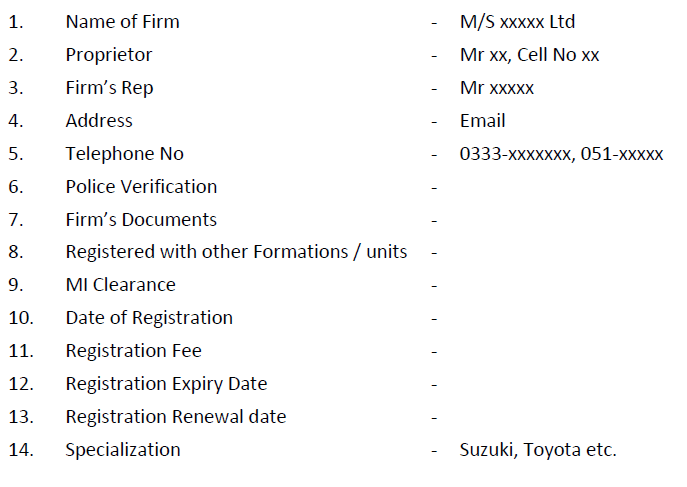 1. Name of Firm - M/S xxxxx Ltd
2. Proprietor - Mr xx, Cell No xx
3. Firm’s Rep - Mr xxxxx
4. Address - Email
5. Telephone No - 0333-xxxxxxx, 051-xxxxx
6. Police Verification -
7. Firm’s Documents -
8. Registered with other Formations / units -
9. MI Clearance -
10. Date of Registration -
11. Registration Fee -
12. Registration Expiry Date -
13. Registration Renewal date -
14. Specialization - Suzuki, Toyota etc.